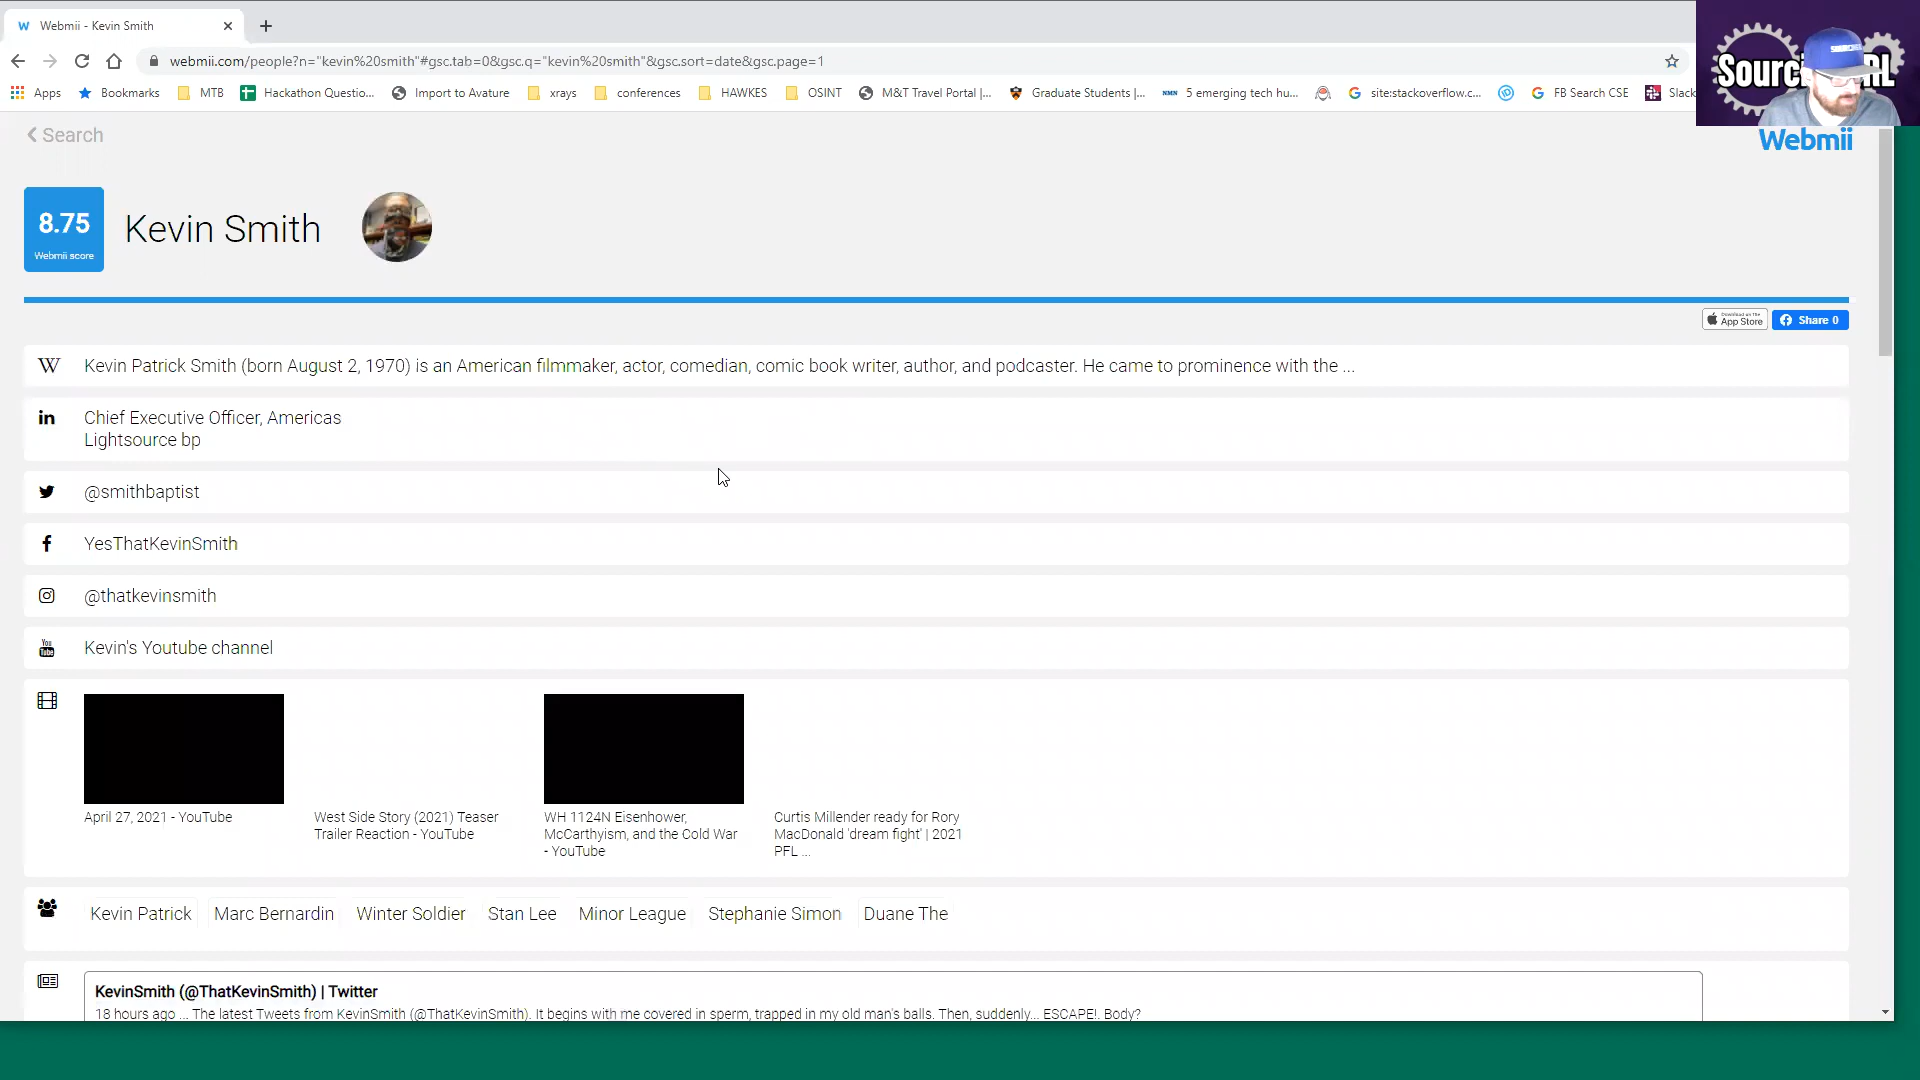 Webmii - Kevin Smith
webmii.com/people?n="kevin%20smith"#gsc.tab=0&gsc.q="kevin%20smith"&gsc.sort=date&gsc.page=1
Apps
Bookmarks
MTB
Hackathon Questio...
Import to Avature
xrays
conferences
HAWKES
OSINT
M&T Travel Portal |...
Graduate Students |...
5 emerging tech hu...
site:stackoverflow.c...
FB Search CSE
Slack
Search
Webmii
8.75
Webmii score
Kevin Smith
Download on the
App Store
Share 0
Kevin Patrick Smith (born August 2, 1970) is an American filmmaker, actor, comedian, comic book writer, author, and podcaster. He came to prominence with the ...
in
Chief Executive Officer, Americas
Lightsource bp
@smithbaptist
YesThatKevinSmith
@thatkevinsmith
You
Tube
Kevin's Youtube channel
April 27, 2021 - YouTube
West Side Story (2021) Teaser
Trailer Reaction - YouTube
WH 1124N Eisenhower,
McCarthyism, and the Cold War
- YouTube
Curtis Millender ready for Rory
MacDonald 'dream fight' | 2021
PFL ...
Kevin Patrick
Marc Bernardin
Winter Soldier
Stan Lee
Minor League
Stephanie Simon
Duane The
KevinSmith (@ThatKevinSmith) | Twitter
18 hours ago ... The latest Tweets from KevinSmith (@ThatKevinSmith). It begins with me covered in sperm, trapped in my old man's balls. Then, suddenly... ESCAPE!. Body?